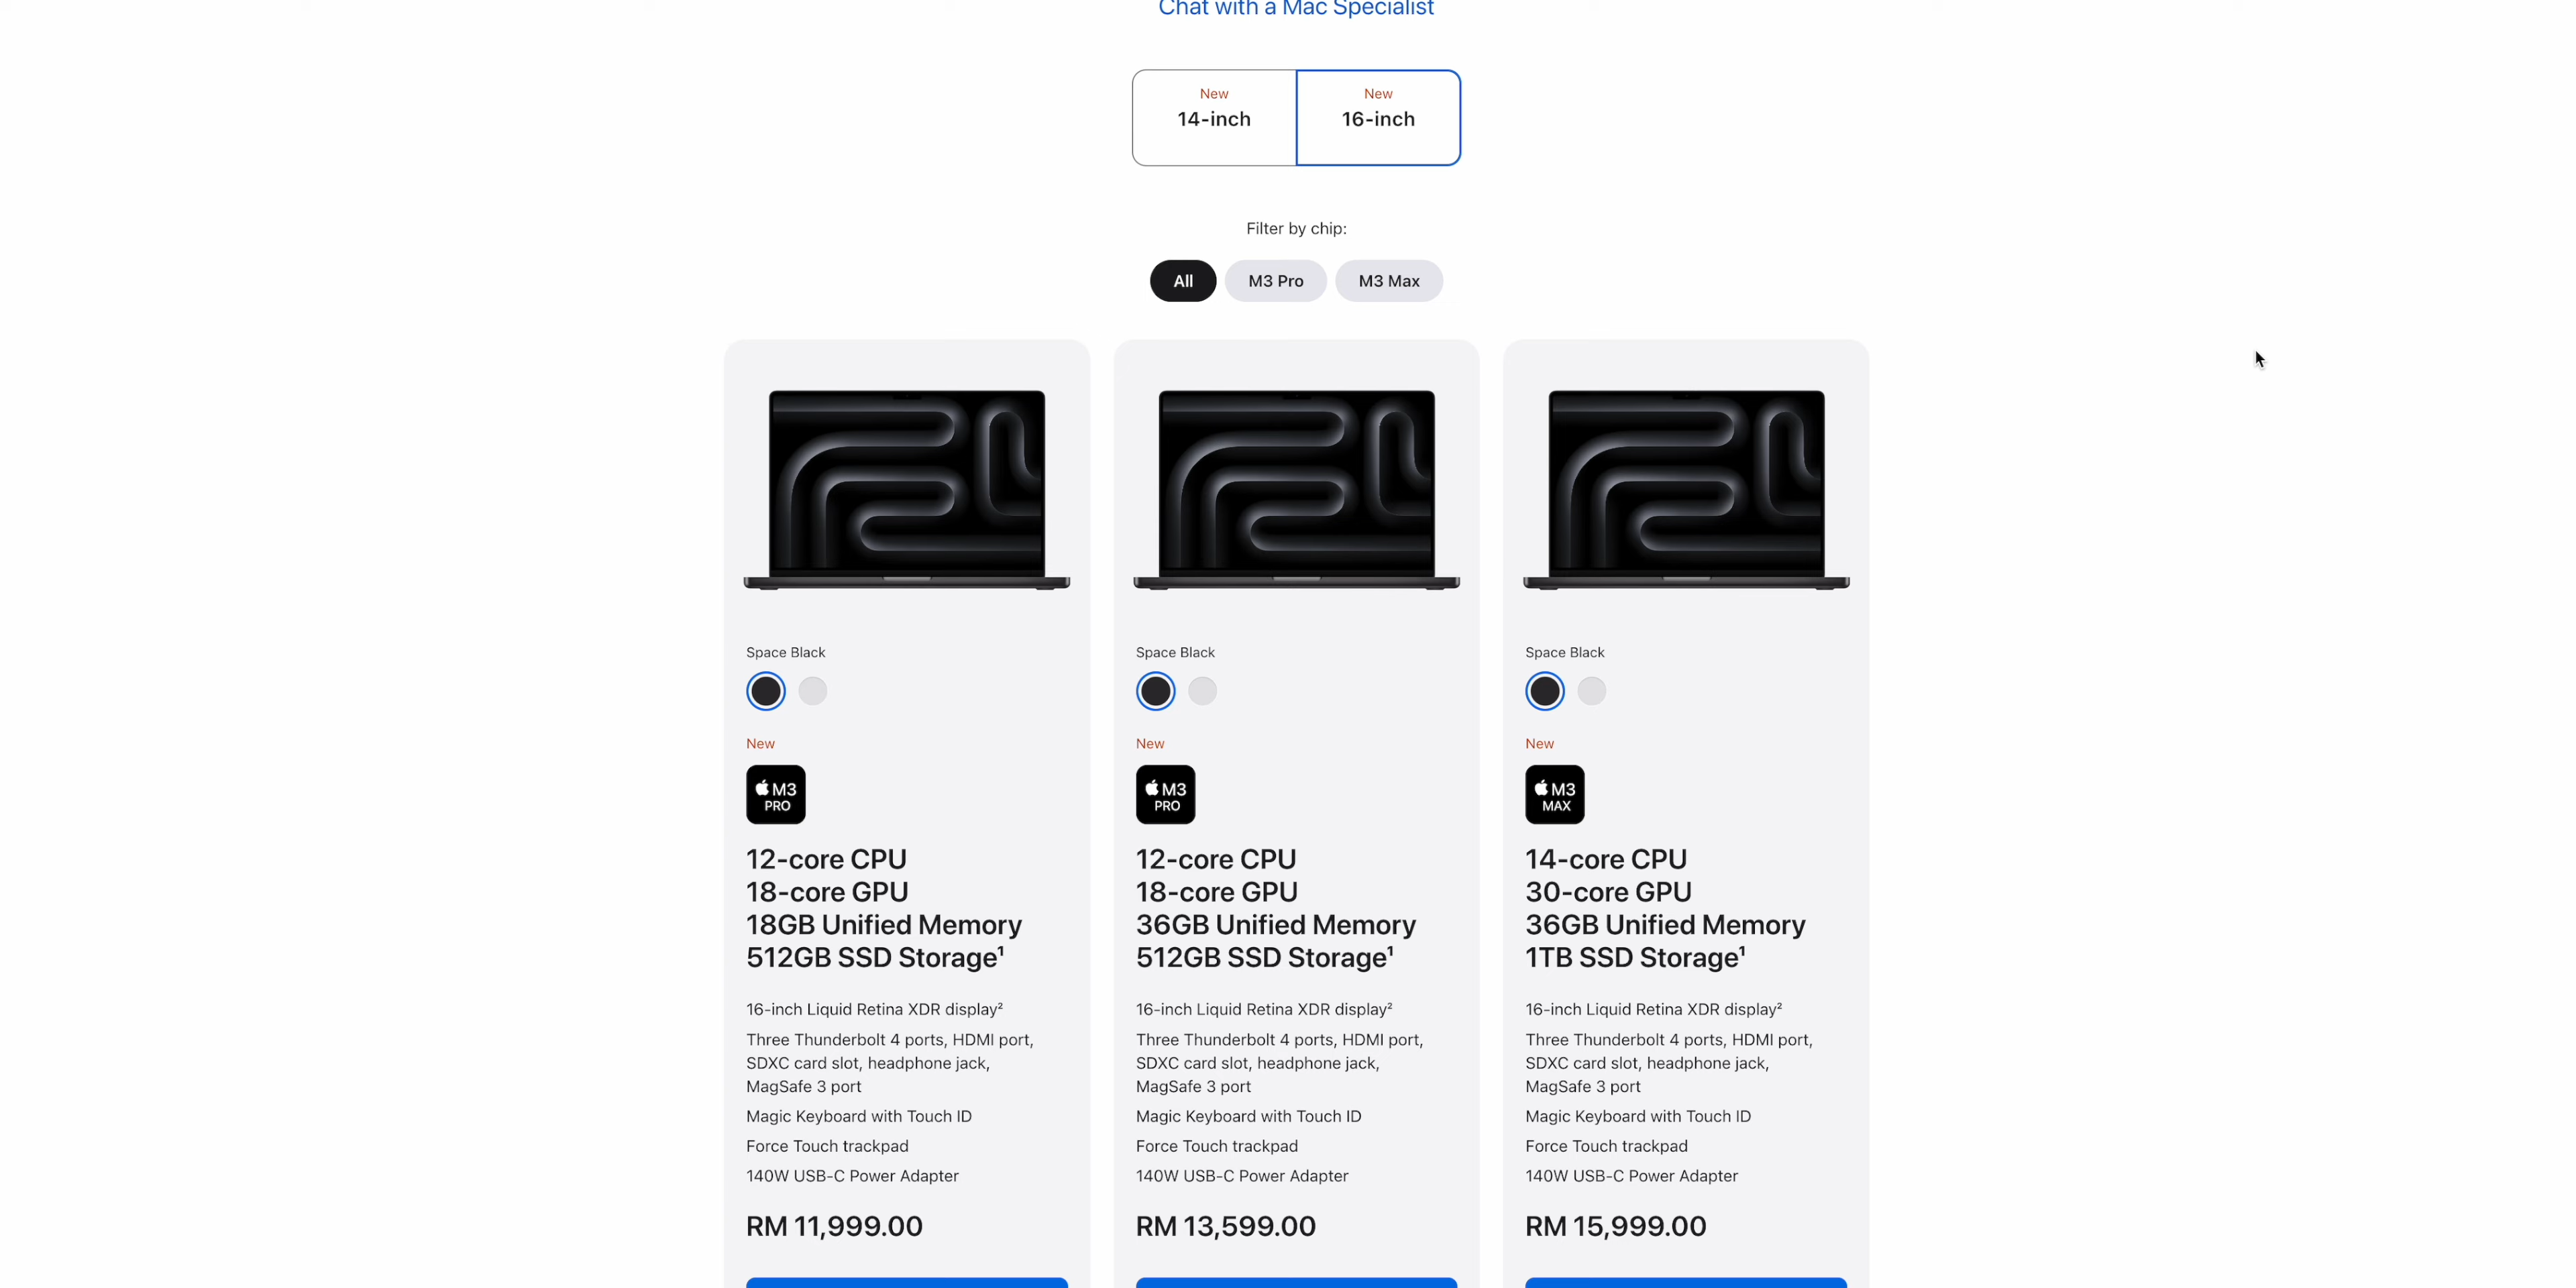 Chat with a Mac Specialist
New
14-inch
New
16-inch
Filter by chip:
All
M3 Pro
M3 Max
Space Black
New
M3
PRO
12-core CPU
18-core GPU
18GB Unified Memory
512GB SSD Storage¹
16-inch Liquid Retina XDR display²
Three Thunderbolt 4 ports, HDMI port,
SDXC card slot, headphone jack,
MagSafe 3 port
Magic Keyboard with Touch ID
Force Touch trackpad
140W USB-C Power Adapter
RM 11,999.00
Space Black
New
M3
PRO
12-core CPU
18-core GPU
36GB Unified Memory
512GB SSD Storage¹
16-inch Liquid Retina XDR display²
Three Thunderbolt 4 ports, HDMI port,
SDXC card slot, headphone jack,
MagSafe 3 port
Magic Keyboard with Touch ID
Force Touch trackpad
140W USB-C Power Adapter
RM 13,599.00
Space Black
New
M3
MAX
14-core CPU
30-core GPU
36GB Unified Memory
1TB SSD Storage¹
16-inch Liquid Retina XDR display²
Three Thunderbolt 4 ports, HDMI port,
SDXC card slot, headphone jack,
MagSafe 3 port
Magic Keyboard with Touch ID
Force Touch trackpad
140W USB-C Power Adapter
RM 15,999.00